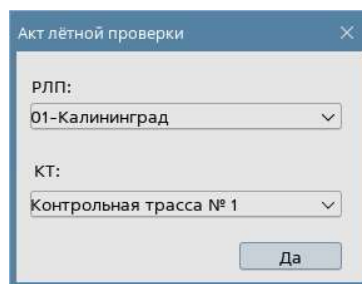 Акт лётной проверки
РЛП:
01-Калининград
КТ:
Контрольная трасса № 1
Да